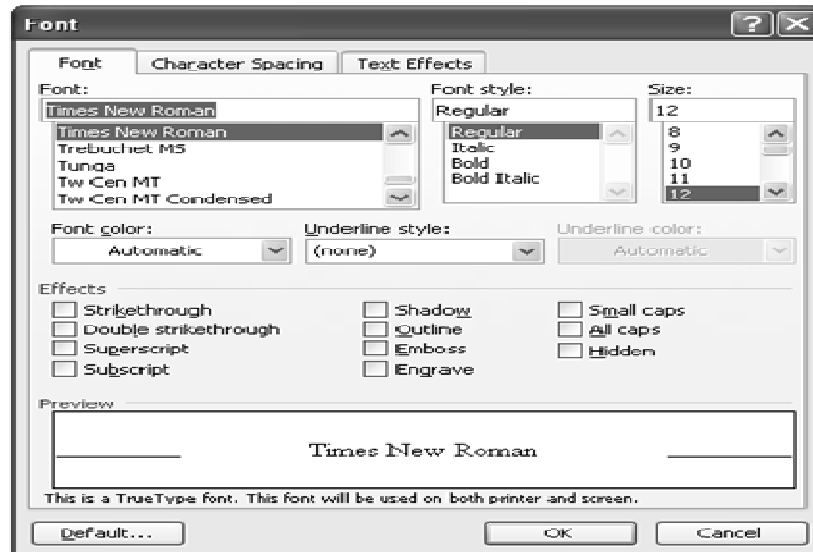 Font
Font Character Spacing Text Effects
Font: Font style: Size:
Times New Roman Regular 12
Times New Roman Regular 8
Trebuchet MS Italic 9
Tunga Bold 10
Tw Cen MT Bold Italic 11
Tw Cen MT Condensed 12
Font color: Underline style: Underline color:
Automatic (none) Automatic
Effects
Strikethrough Shadow Small caps
Double strikethrough Outline All caps
Superscript Emboss Hidden
Subscript Engrave
Preview
Times New Roman
This is a TrueType font. This font will be used on both printer and screen.
Default... OK Cancel